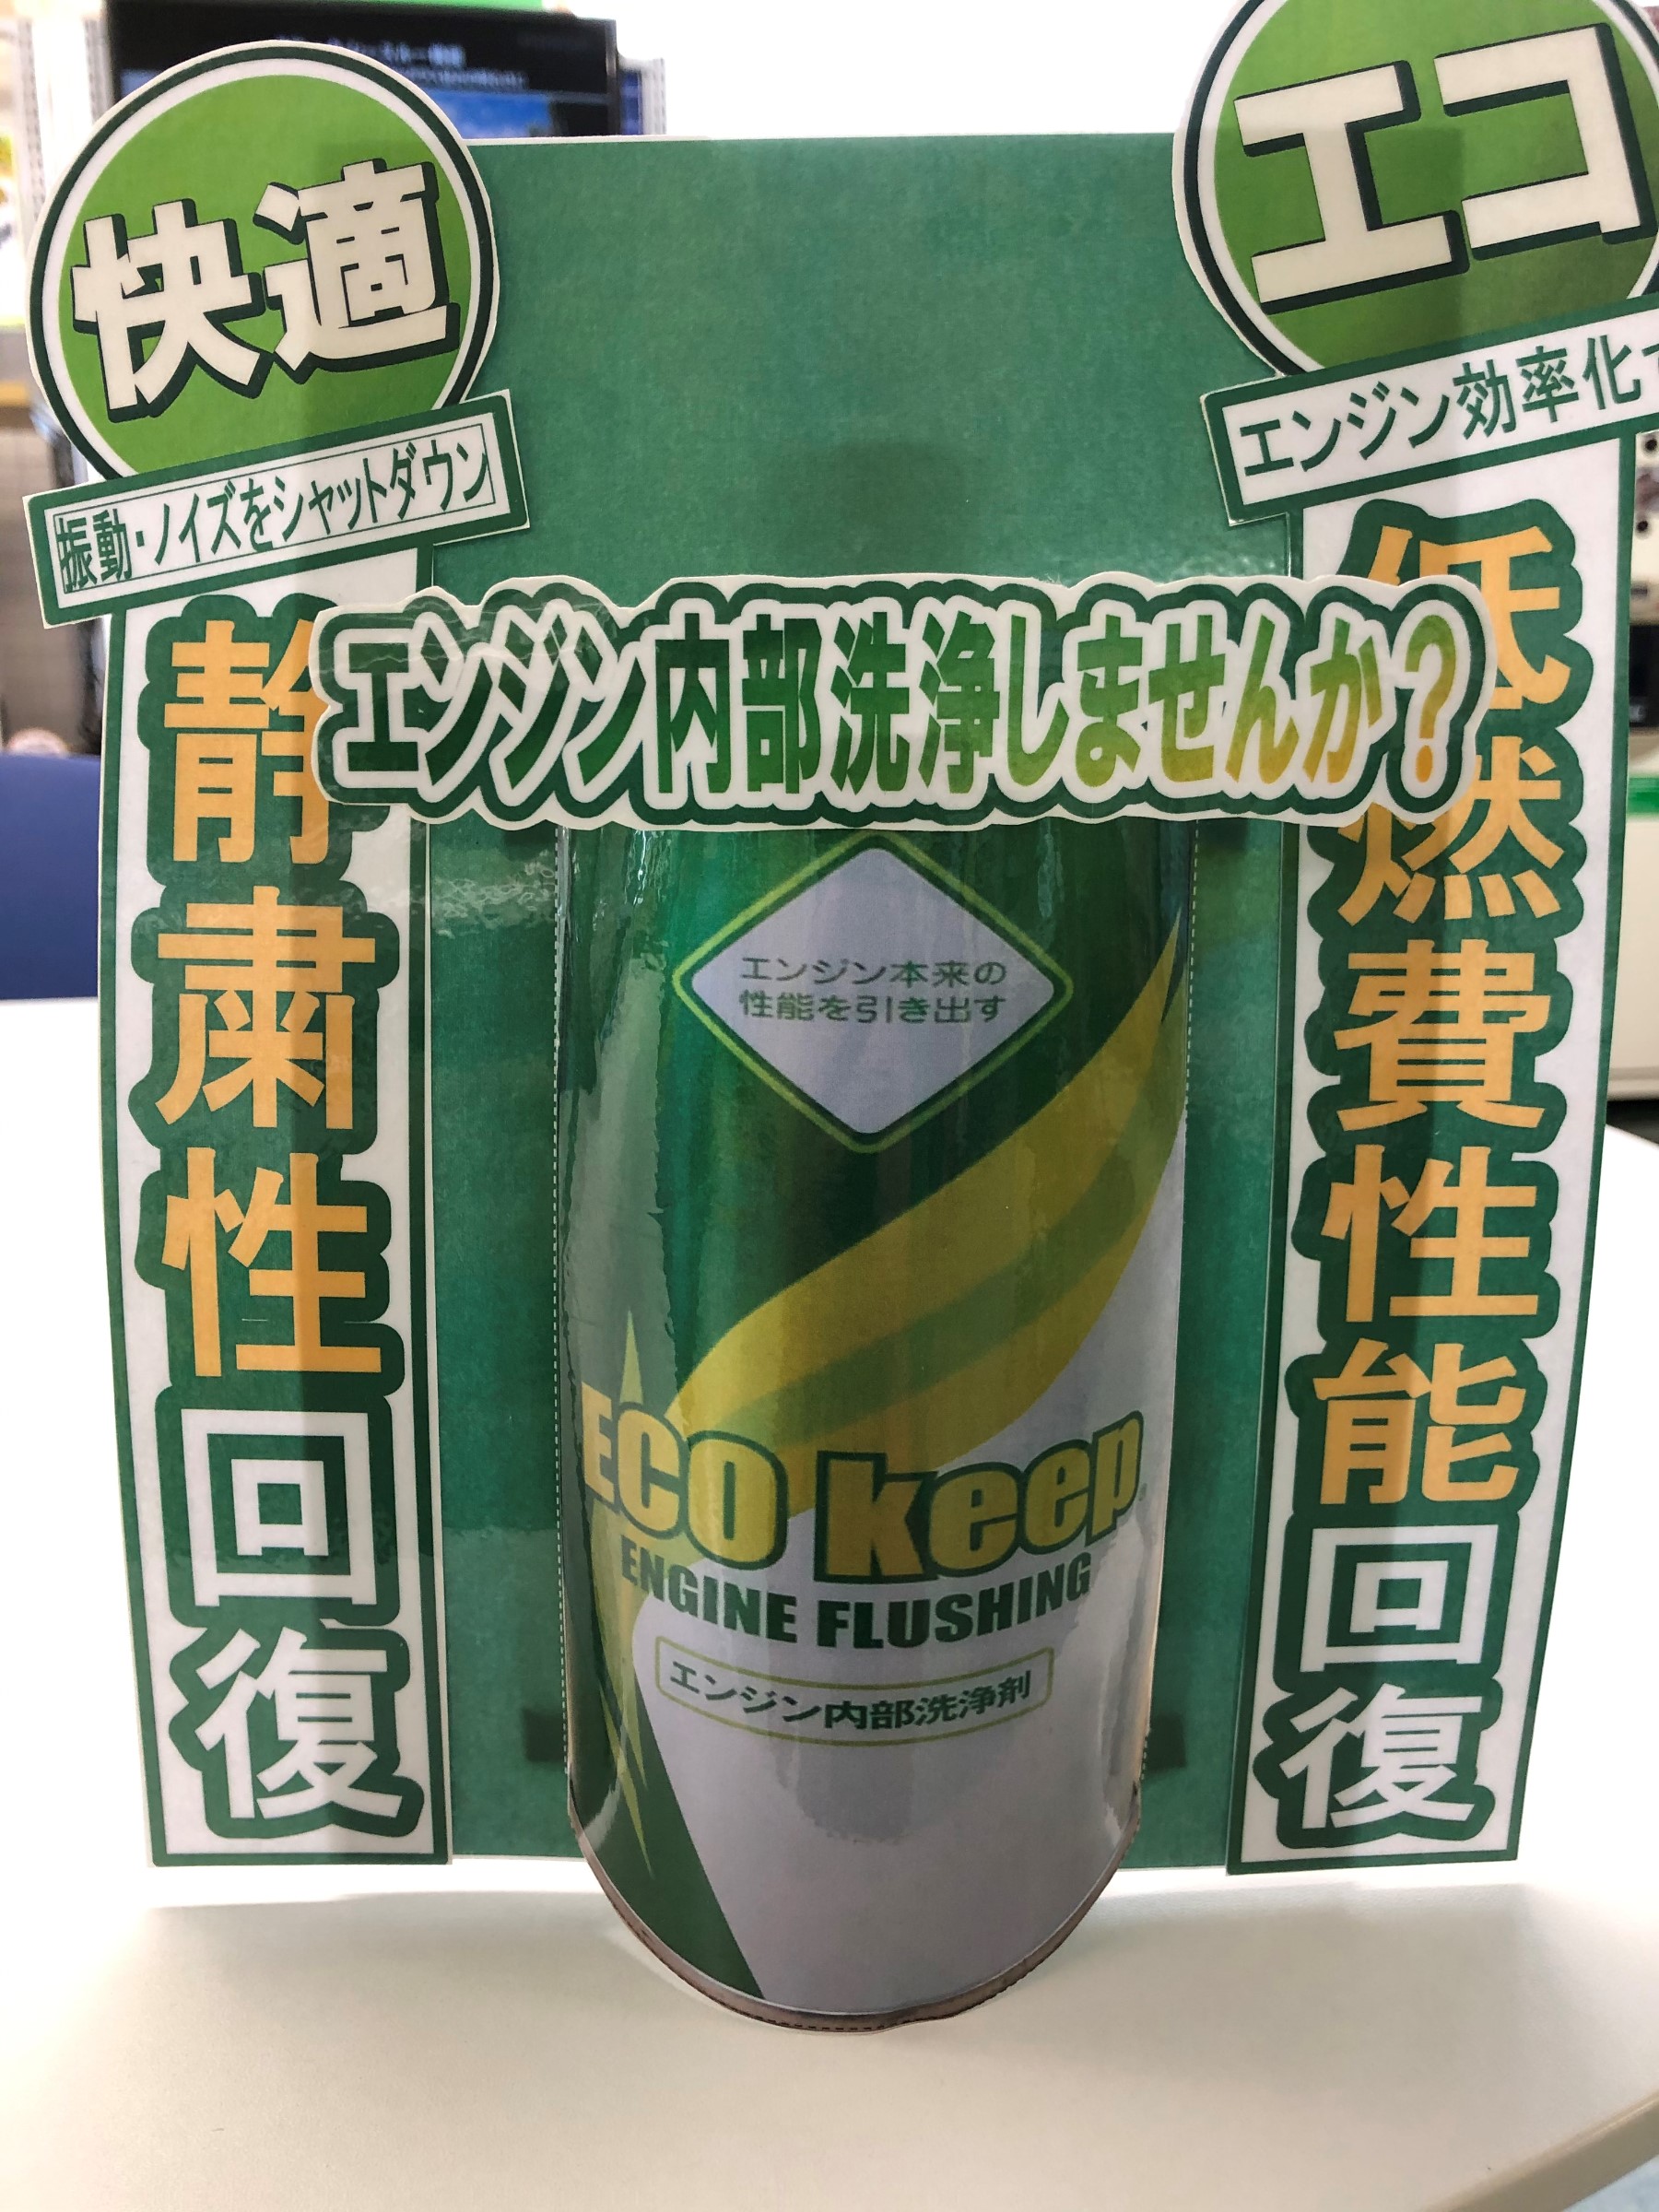 快適
振動・ノイズをシャットダウン
静粛性回復
エコ
エンジン効率化
低燃費性能回復
エンジン内部洗浄しませんか?
エンジン本来の
性能を引き出す
ECO keep
ENGINE FLUSHING
エンジン内部洗浄剤